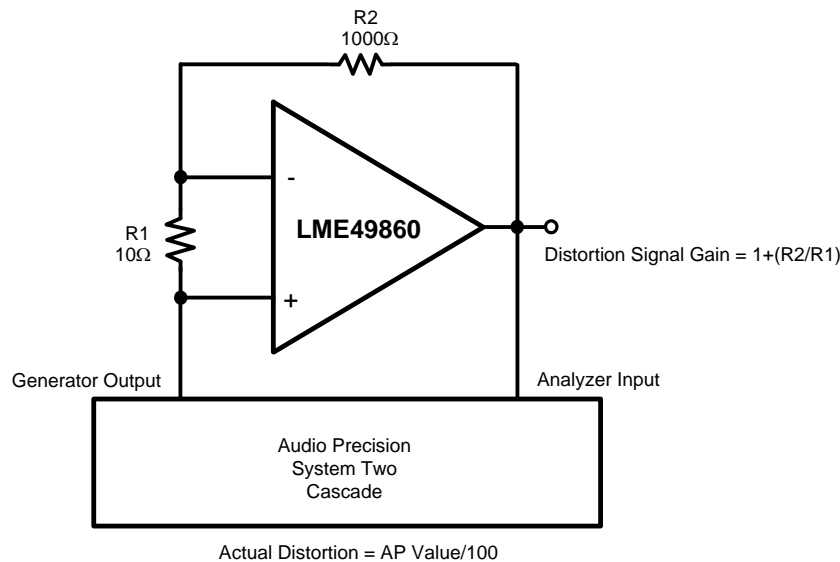 R2
1000Ω
-
R1
10Ω
LME49860
+
Distortion Signal Gain = 1+(R2/R1)
Generator Output
Analyzer Input
Audio Precision
System Two
Cascade
Actual Distortion = AP Value/100